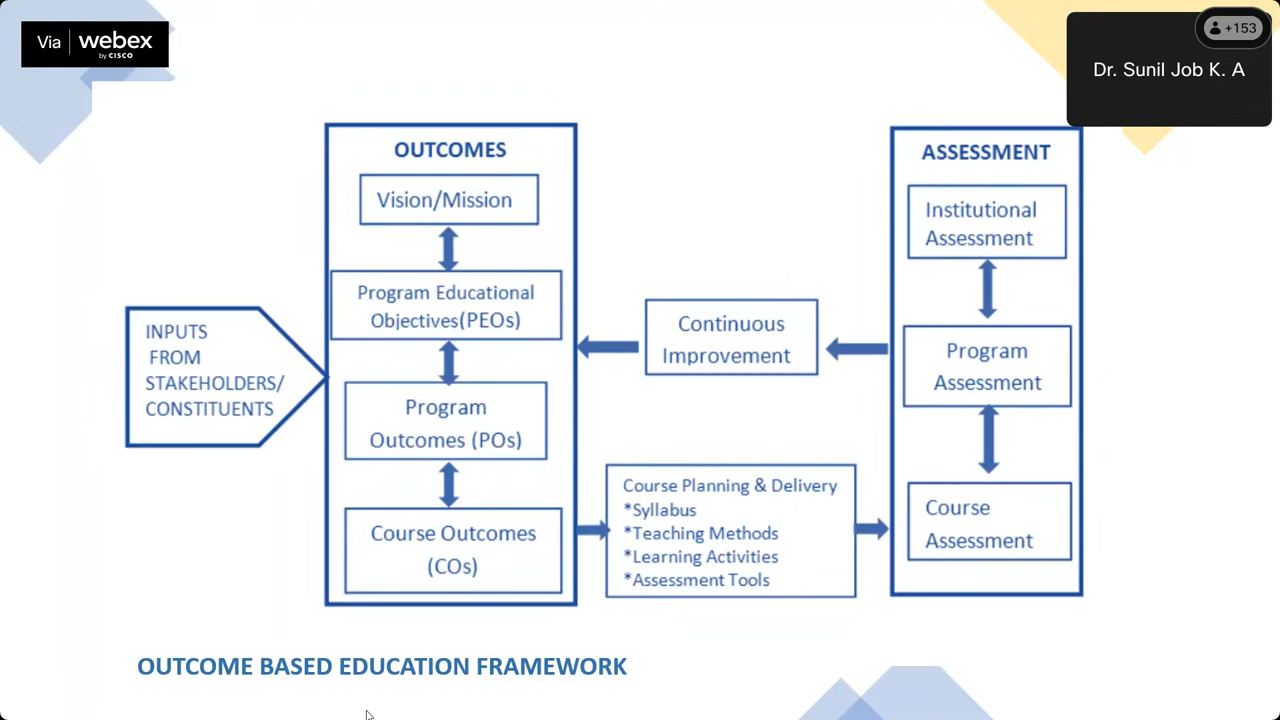 Via webex
by CISCO
+153
Dr. Sunil Job K. A
OUTCOMES
Vision/Mission
Program Educational
Objectives(PEOs)
Program
Outcomes (POs)
Course Outcomes
(COs)
INPUTS
FROM
STAKEHOLDERS/
CONSTITUENTS
Continuous
Improvement
Course Planning & Delivery
*Syllabus
*Teaching Methods
*Learning Activities
*Assessment Tools
ASSESSMENT
Institutional
Assessment
Program
Assessment
Course
Assessment
OUTCOME BASED EDUCATION FRAMEWORK